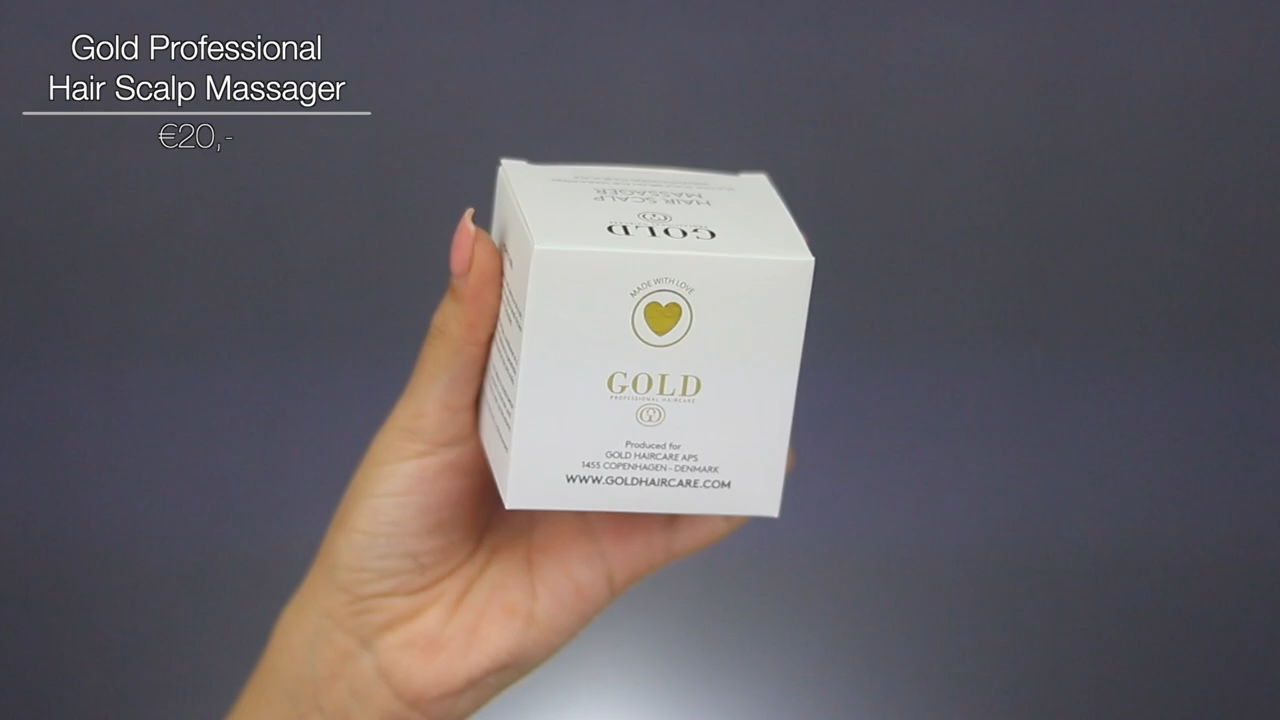 Gold Professional
Hair Scalp Massager
€20,-
HAIR SCALP
MASSAGER
GOLD
MADE WITH LOVE
GOLD
PROFESSIONAL HAIRCARE
Produced for
GOLD HAIRCARE APS
1455 COPENHAGEN - DENMARK
WWW.GOLDHAIRCARE.COM